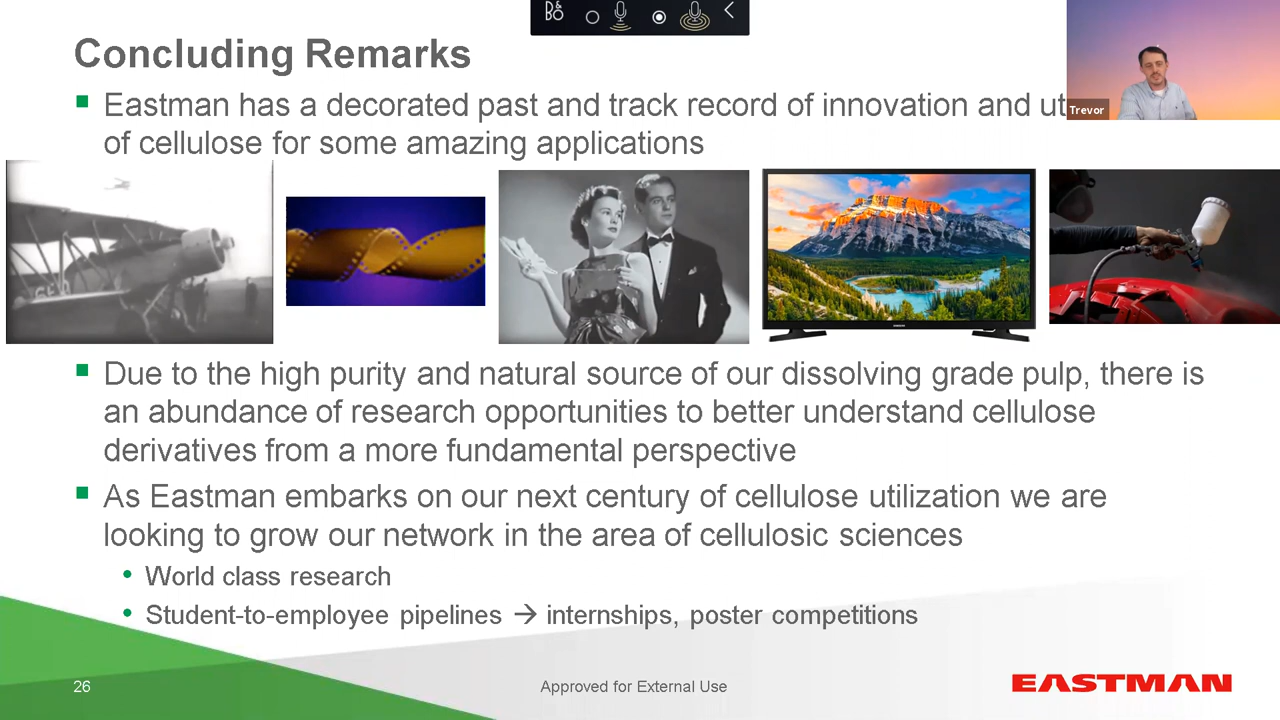 B&O
Concluding Remarks
Eastman has a decorated past and track record of innovation and ut
Trevor
of cellulose for some amazing applications
Due to the high purity and natural source of our dissolving grade pulp, there is
an abundance of research opportunities to better understand cellulose
derivatives from a more fundamental perspective
As Eastman embarks on our next century of cellulose utilization we are
looking to grow our network in the area of cellulosic sciences
World class research
Student-to-employee pipelines → internships, poster competitions
26
Approved for External Use
EASTMAN